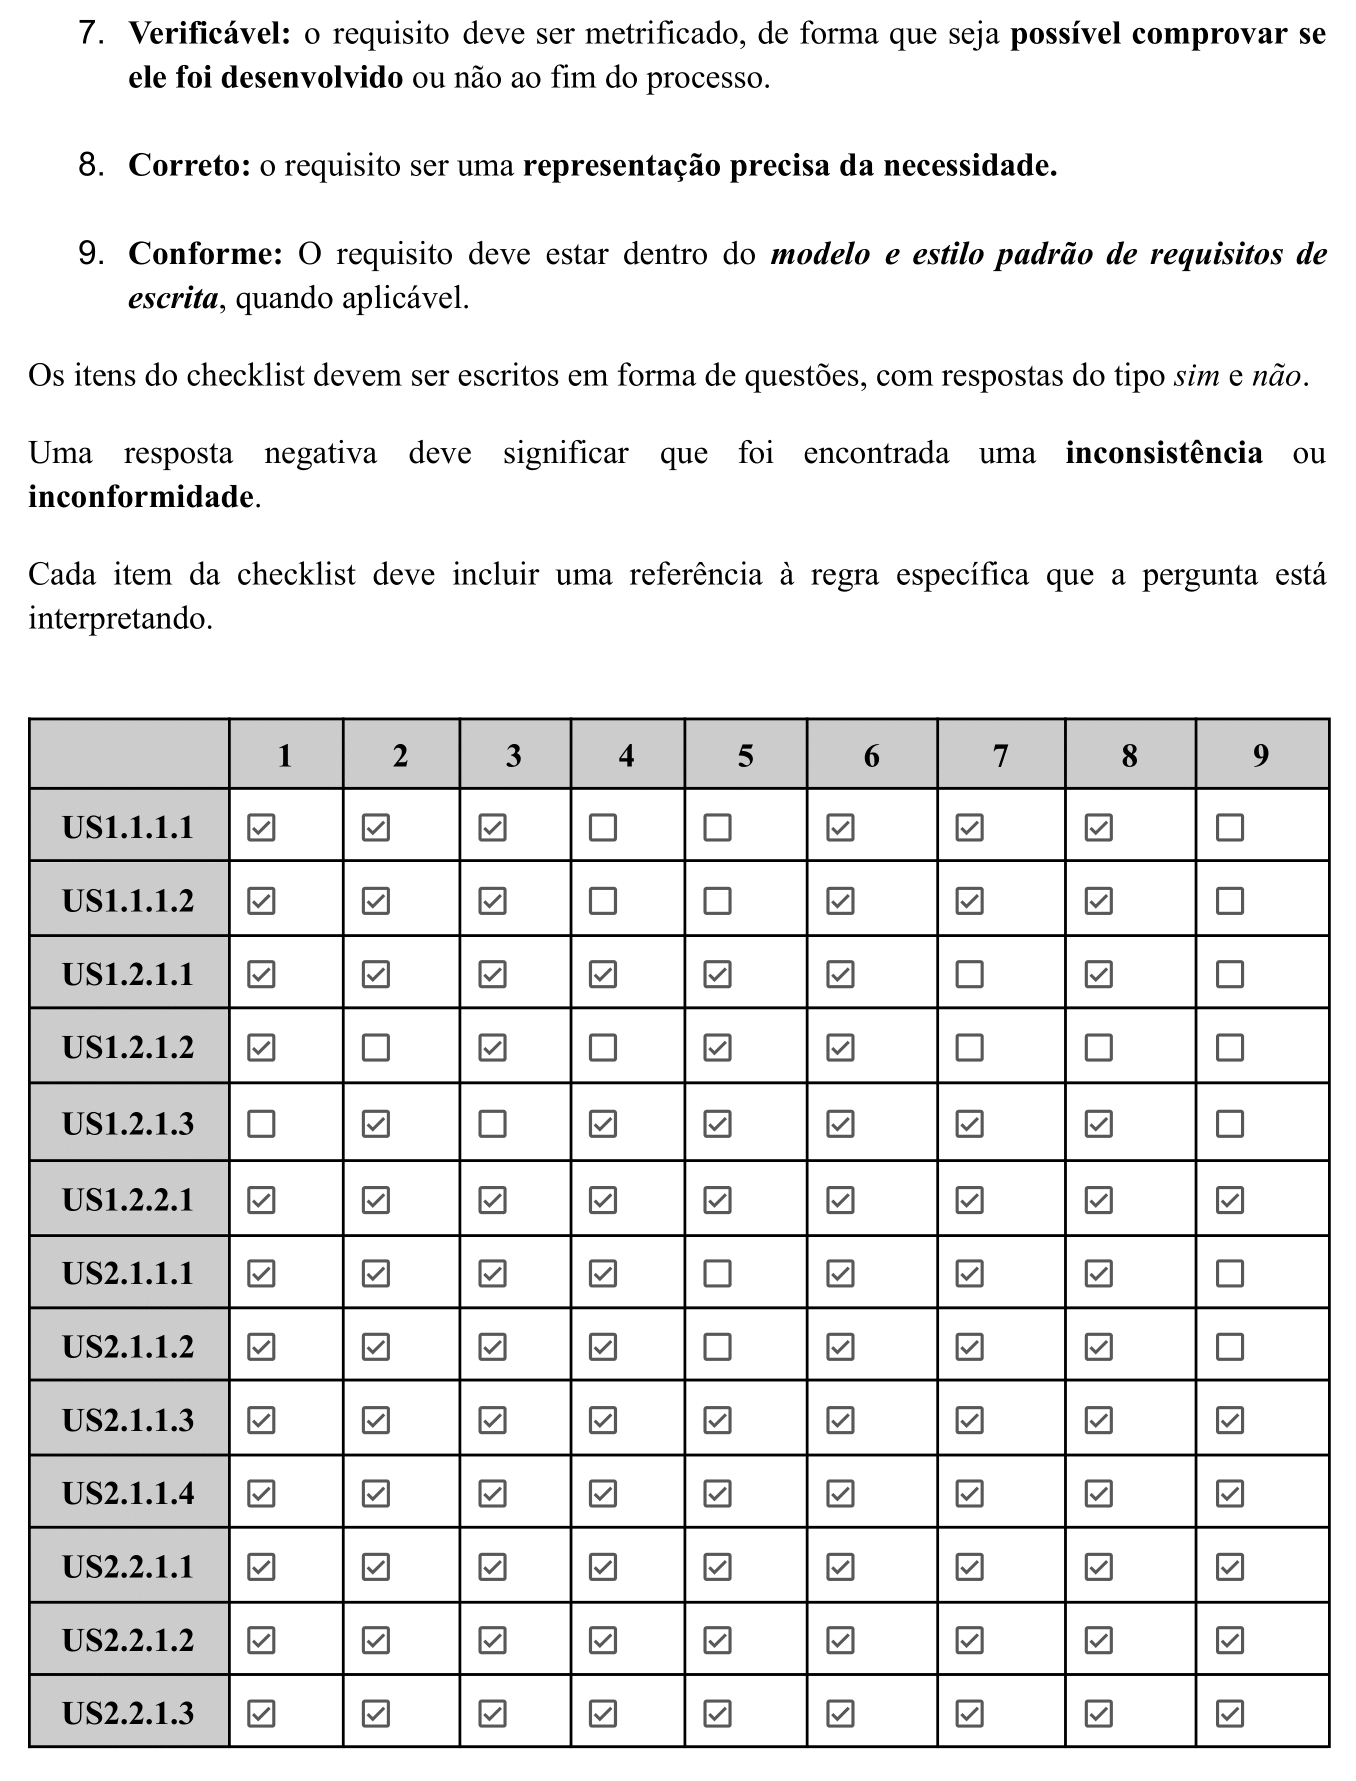 7. Verificável: o requisito deve ser metrificado, de forma que seja possível comprovar se
ele foi desenvolvido ou não ao fim do processo.
8. Correto: o requisito ser uma representação precisa da necessidade.
9. Conforme: O requisito deve estar dentro do modelo e estilo padrão de requisitos de
escrita, quando aplicável.
Os itens do checklist devem ser escritos em forma de questões, com respostas do tipo sim e não.
Uma resposta negativa deve significar que foi encontrada uma inconsistência ou
inconformidade.
Cada item da checklist deve incluir uma referência à regra específica que a pergunta está
interpretando.
1 2 3 4 5 6 7 8 9
US1.1.1.1 ☑ ☑ ☑ ☐ ☐ ☑ ☑ ☑ ☐
US1.1.1.2 ☑ ☑ ☑ ☐ ☐ ☑ ☑ ☑ ☐
US1.2.1.1 ☑ ☑ ☑ ☑ ☑ ☑ ☐ ☑ ☐
US1.2.1.2 ☑ ☐ ☑ ☐ ☑ ☑ ☐ ☐ ☐
US1.2.1.3 ☐ ☑ ☐ ☑ ☑ ☑ ☑ ☑ ☐
US1.2.2.1 ☑ ☑ ☑ ☑ ☑ ☑ ☑ ☑ ☑
US2.1.1.1 ☑ ☑ ☑ ☑ ☐ ☑ ☑ ☑ ☐
US2.1.1.2 ☑ ☑ ☑ ☑ ☐ ☑ ☑ ☑ ☐
US2.1.1.3 ☑ ☑ ☑ ☑ ☑ ☑ ☑ ☑ ☑
US2.1.1.4 ☑ ☑ ☑ ☑ ☑ ☑ ☑ ☑ ☑
US2.2.1.1 ☑ ☑ ☑ ☑ ☑ ☑ ☑ ☑ ☑
US2.2.1.2 ☑ ☑ ☑ ☑ ☑ ☑ ☑ ☑ ☑
US2.2.1.3 ☑ ☑ ☑ ☑ ☑ ☑ ☑ ☑ ☑